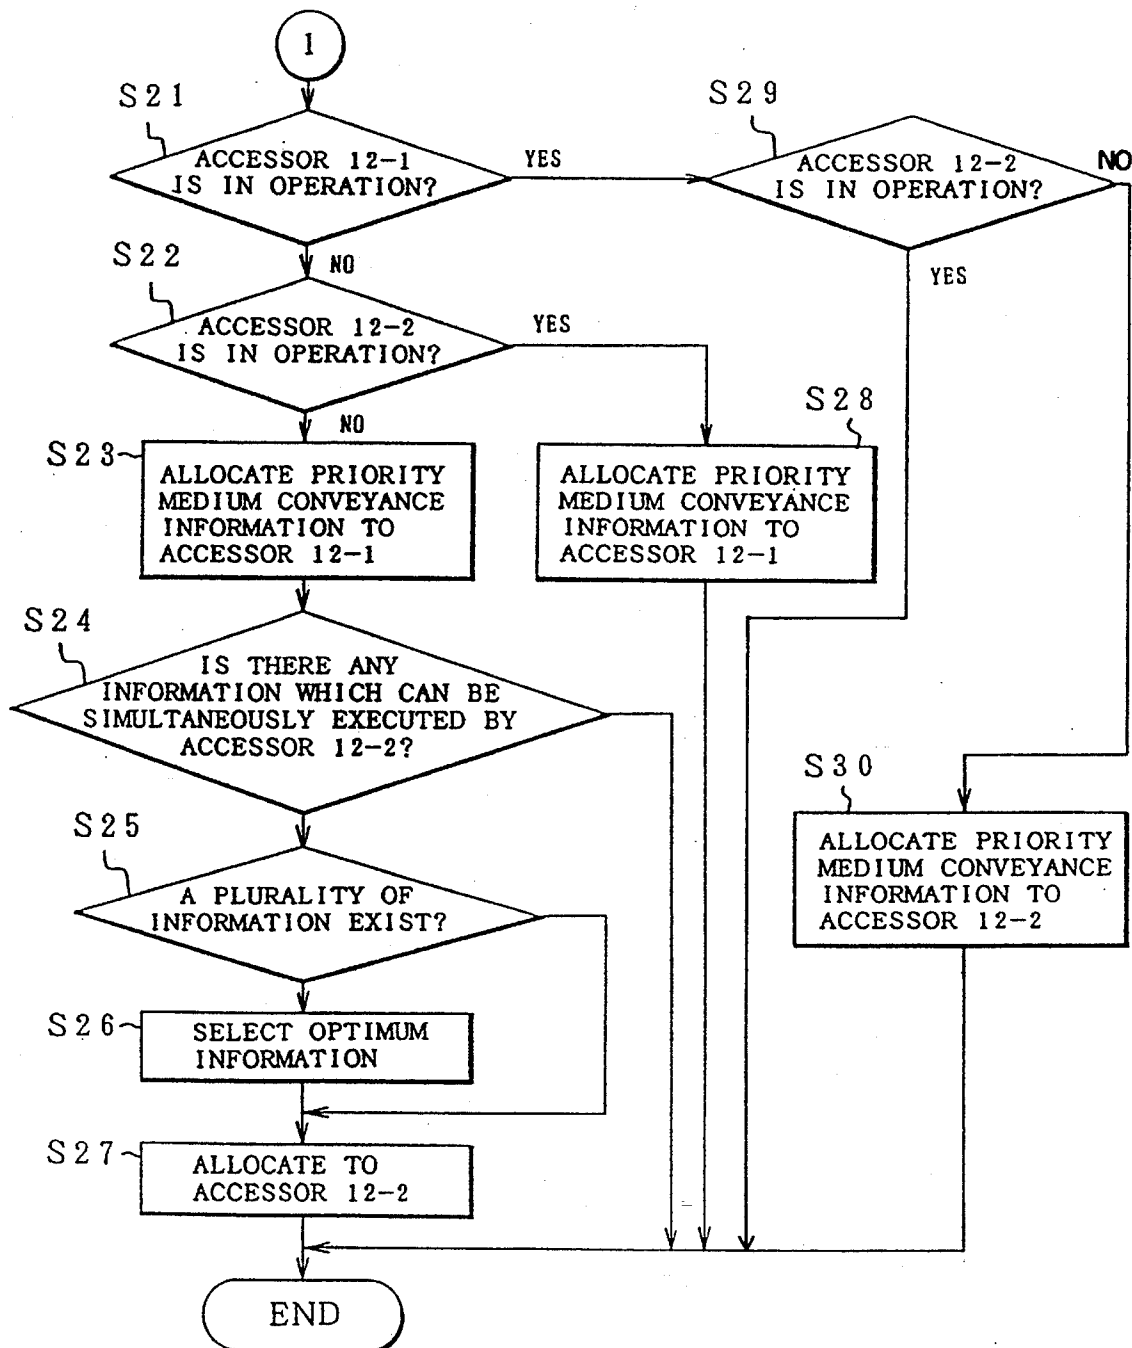 1
S21
ACCESSOR 12-1
IS IN OPERATION?
YES
S29
ACCESSOR 12-2
IS IN OPERATION?
NO
YES
NO
S22
ACCESSOR 12-2
IS IN OPERATION?
YES
NO
S23
ALLOCATE PRIORITY
MEDIUM CONVEYANCE
INFORMATION TO
ACCESSOR 12-1
S28
ALLOCATE PRIORITY
MEDIUM CONVEYANCE
INFORMATION TO
ACCESSOR 12-1
S24
IS THERE ANY
INFORMATION WHICH CAN BE
SIMULTANEOUSLY EXECUTED BY
ACCESSOR 12-2?
S30
ALLOCATE PRIORITY
MEDIUM CONVEYANCE
INFORMATION TO
ACCESSOR 12-2
S25
A PLURALITY OF
INFORMATION EXIST?
S26
SELECT OPTIMUM
INFORMATION
S27
ALLOCATE TO
ACCESSOR 12-2
END